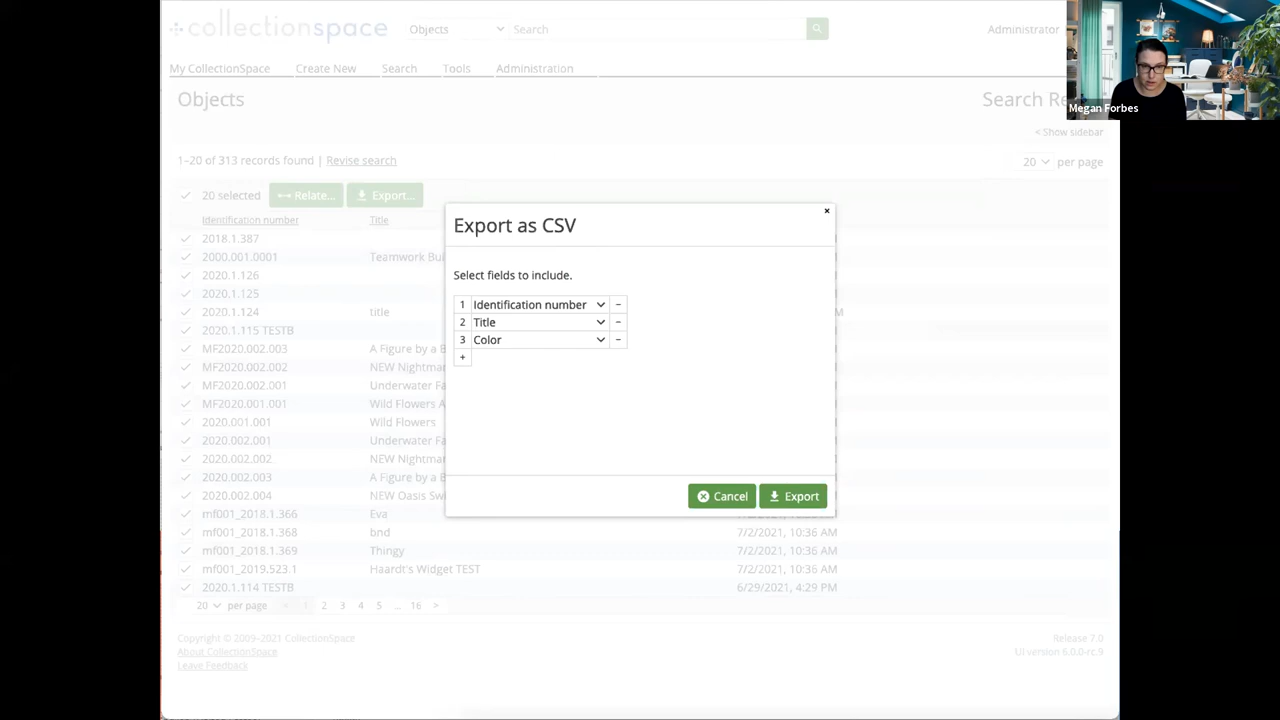 collectionspace
Objects
Search
Administrator
My CollectionSpace
Create New
Search
Tools
Administration
Megan Forbes
Objects
Search Re
< Show sidebar
1–20 of 313 records found | Revise search
20 per page
20 selected
Relate...
Export...
Identification number
Title
2018.1.387
2000.001.0001 Teamwork Bui
2020.1.126
2020.1.125
2020.1.124 title M
2020.1.115 TESTB
MF2020.002.003 A Figure by a B
MF2020.002.002 NEW Nightmar
MF2020.002.001 Underwater Fa
MF2020.001.001 Wild Flowers A
2020.001.001 Wild Flowers
2020.002.001 Underwater Fa
2020.002.002 NEW Nightmar
2020.002.003 A Figure by a B
2020.002.004 NEW Oasis Swi
mf001_2018.1.366 Eva
mf001_2018.1.368 bnd 7/2/2021, 10:36 AM
mf001_2018.1.369 Thingy 7/2/2021, 10:36 AM
mf001_2019.523.1 Haardt's Widget TEST 7/2/2021, 10:36 AM
2020.1.114 TESTB 6/29/2021, 4:29 PM
Export as CSV
×
Select fields to include.
1 Identification number −
2 Title −
3 Color −
+
Cancel
Export
20 per page « 1 2 3 4 5 ... 16 >
Copyright © 2009–2021 CollectionSpace
Release 7.0
About CollectionSpace
UI version 6.0.0-rc.9
Leave Feedback